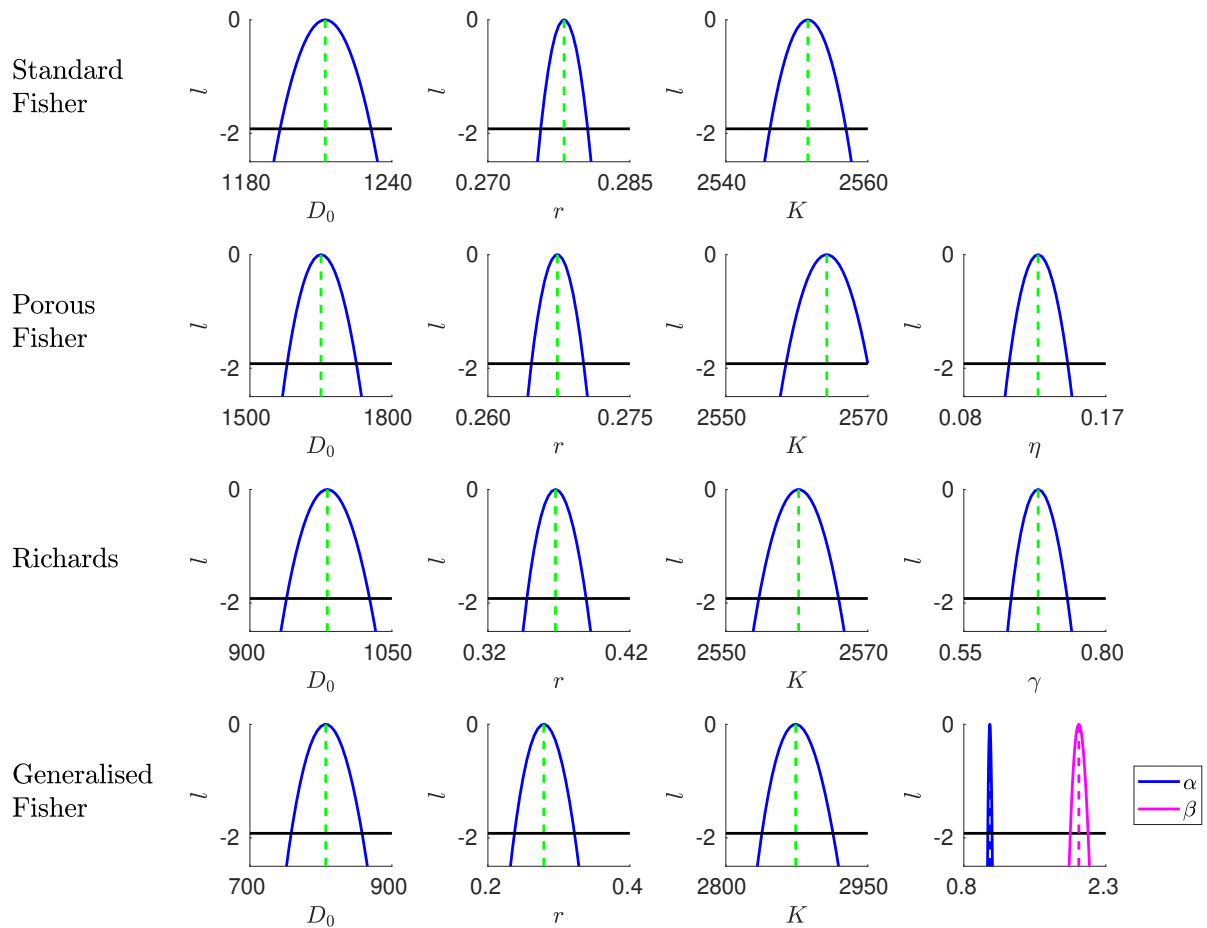 Standard
Fisher
0
-2
l
1180
1240
D₀
0
-2
l
0.270
0.285
r
0
-2
l
2540
2560
K
Porous
Fisher
0
-2
l
1500
1800
D₀
0
-2
l
0.260
0.275
r
0
-2
l
2550
2570
K
0
-2
l
0.08
0.17
η
Richards
0
-2
l
900
1050
D₀
0
-2
l
0.32
0.42
r
0
-2
l
2550
2570
K
0
-2
l
0.55
0.80
γ
Generalised
Fisher
0
-2
l
700
900
D₀
0
-2
l
0.2
0.4
r
0
-2
l
2800
2950
K
0
-2
l
0.8
2.3
α
β